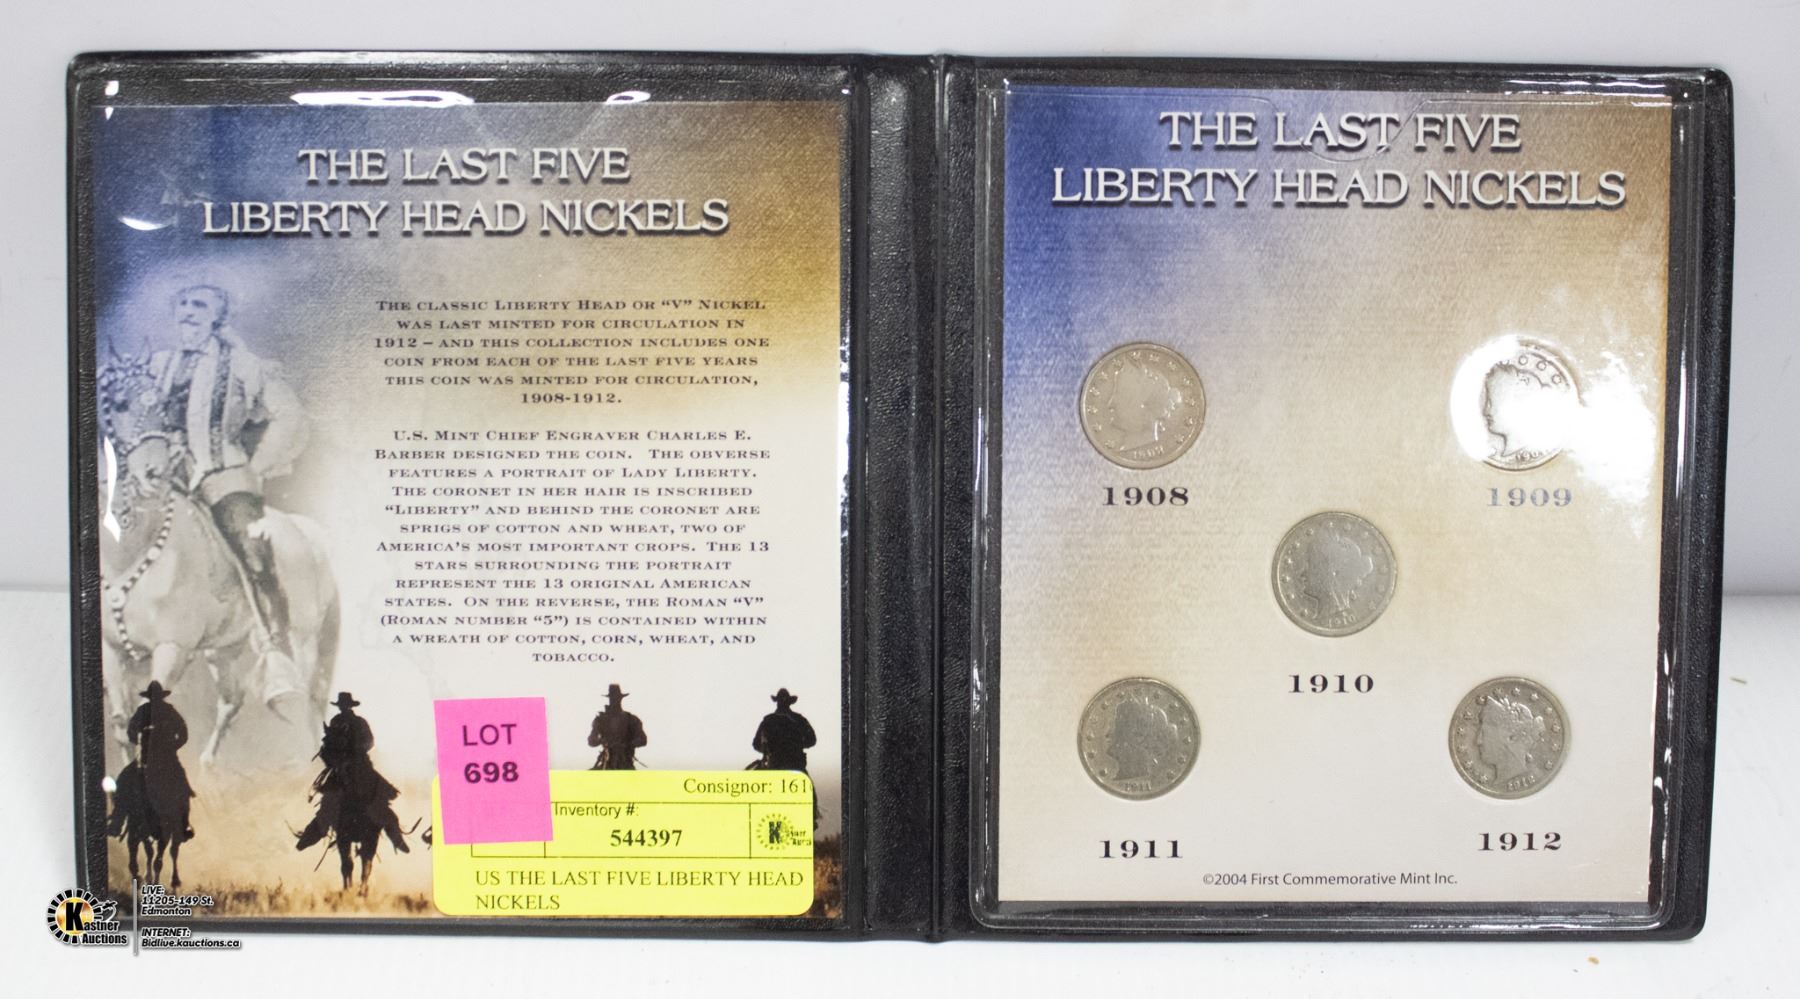 THE LAST FIVE
LIBERTY HEAD NICKELS
THE CLASSIC LIBERTY HEAD OR “V” NICKEL
WAS LAST MINTED FOR CIRCULATION IN
1912 – AND THIS COLLECTION INCLUDES ONE
COIN FROM EACH OF THE LAST FIVE YEARS
THIS COIN WAS MINTED FOR CIRCULATION,
1908-1912.
U.S. MINT CHIEF ENGRAVER CHARLES E.
BARBER DESIGNED THE COIN. THE OBVERSE
FEATURES A PORTRAIT OF LADY LIBERTY.
THE CORONET IN HER HAIR IS INSCRIBED
“LIBERTY” AND BEHIND THE CORONET ARE
SPRIGS OF COTTON AND WHEAT, TWO OF
AMERICA’S MOST IMPORTANT CROPS. THE 13
STARS SURROUNDING THE PORTRAIT
REPRESENT THE 13 ORIGINAL AMERICAN
STATES. ON THE REVERSE, THE ROMAN “V”
(ROMAN NUMBER “5”) IS CONTAINED WITHIN
A WREATH OF COTTON, CORN, WHEAT, AND
TOBACCO.
LOT
698
Consignor: 161
Inventory #:
544397
US THE LAST FIVE LIBERTY HEAD
NICKELS
THE LAST FIVE
LIBERTY HEAD NICKELS
1908
1909
1910
1910
1911
1911
1912
1912
©2004 First Commemorative Mint Inc.
Kastner
Auctions
LIVE:
11205-149 St.
Edmonton
INTERNET:
Bidlive.kauctions.ca